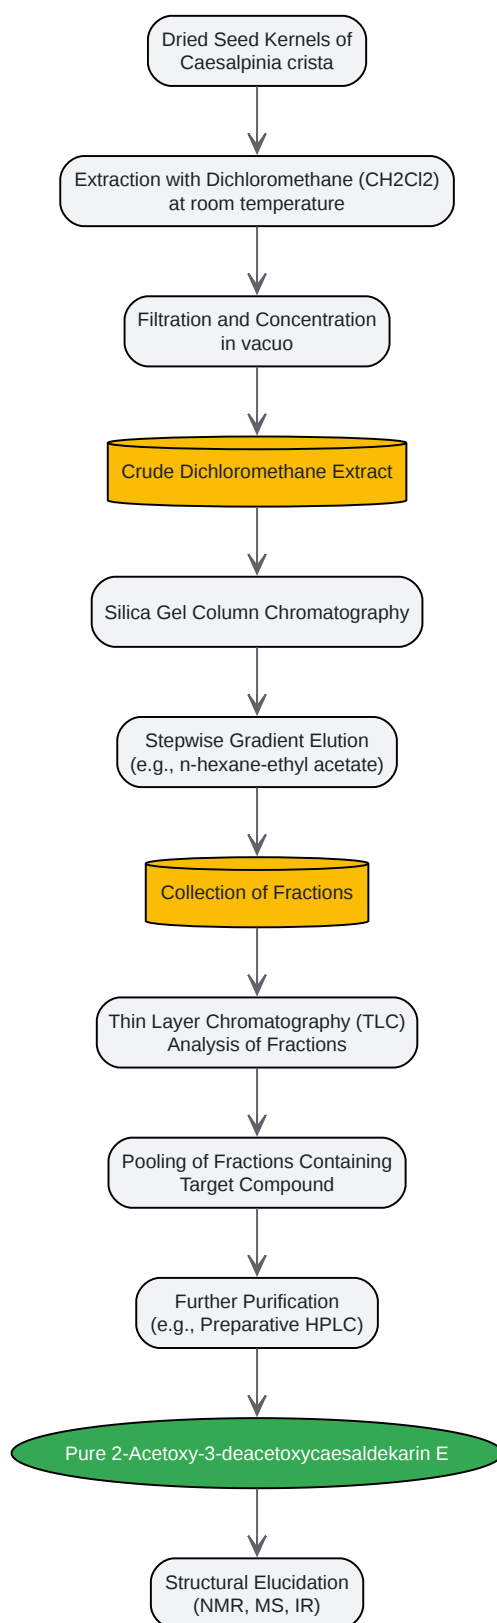 Dried Seed Kernels of
Caesalpinia crista
Extraction with Dichloromethane (CH2Cl2)
at room temperature
Filtration and Concentration
in vacuo
Crude Dichloromethane Extract
Silica Gel Column Chromatography
Stepwise Gradient Elution
(e.g., n-hexane-ethyl acetate)
Collection of Fractions
Thin Layer Chromatography (TLC)
Analysis of Fractions
Pooling of Fractions Containing
Target Compound
Further Purification
(e.g., Preparative HPLC)
Pure 2-Acetoxy-3-deacetoxycaesaldekarin E
Structural Elucidation
(NMR, MS, IR)